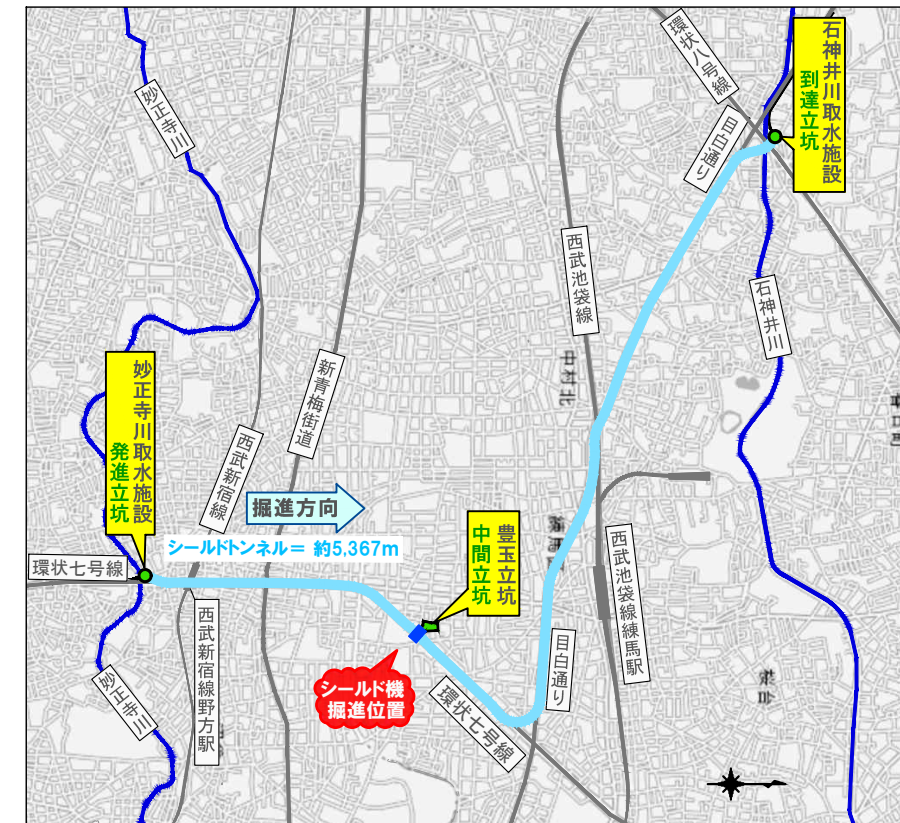 石神井川取水施設
到達立坑
環状八号線
目白通り
妙正寺川
西武池袋線
石神井川
中村北
新青梅街道
妙正寺川取水施設
発進立坑
西武新宿線
掘進方向
シールドトンネル= 約5,367m
豊玉立坑
中間立坑
環状七号線
西武池袋線練馬駅
西武新宿線野方駅
目白通り
シールド機
掘進位置
環状七号線
妙正寺川